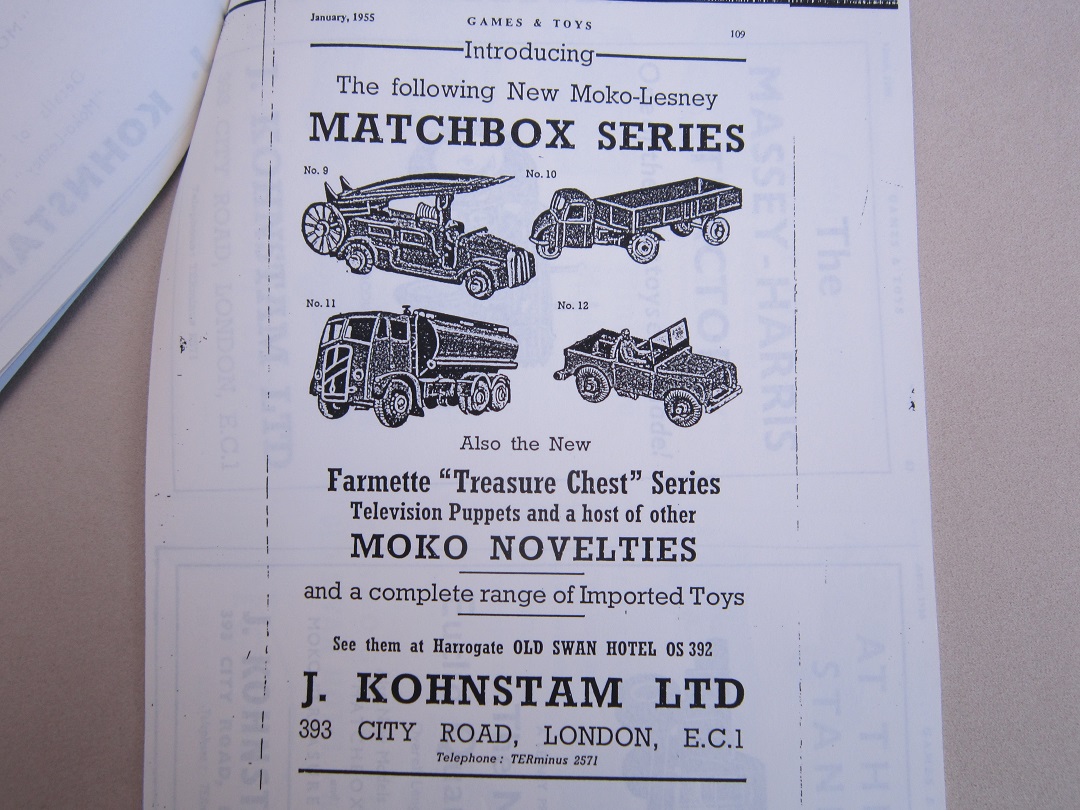 January, 1955
GAMES & TOYS
109
Introducing
The following New Moko-Lesney
MATCHBOX SERIES
No. 9
No. 10
No. 11
No. 12
Also the New
Farmette "Treasure Chest" Series
Television Puppets and a host of other
MOKO NOVELTIES
and a complete range of Imported Toys
See them at Harrogate OLD SWAN HOTEL OS 392
J. KOHNSTAM LTD
393 CITY ROAD, LONDON, E.C.1
Telephone: TERminus 2571